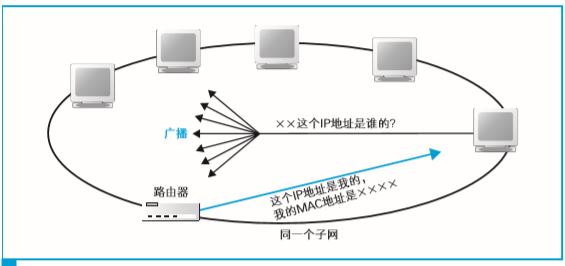 ××这个IP地址是谁的?
广播
路由器
这个IP地址是我的,
我的MAC地址是××××
同一个子网